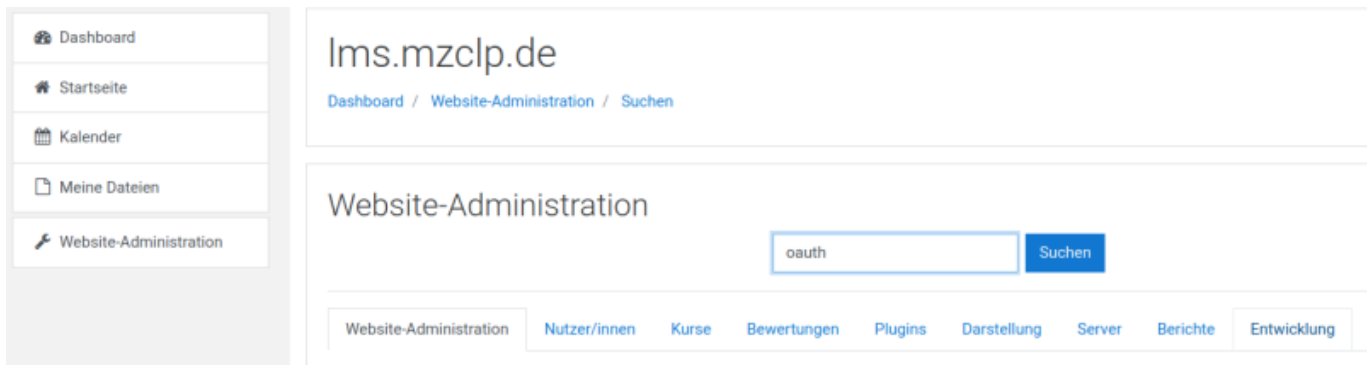 Dashboard
Startseite
Kalender
Meine Dateien
Website-Administration
lms.mzclp.de
Dashboard / Website-Administration / Suchen
Website-Administration
oauth Suchen
Website-Administration Nutzer/innen Kurse Bewertungen Plugins Darstellung Server Berichte Entwicklung